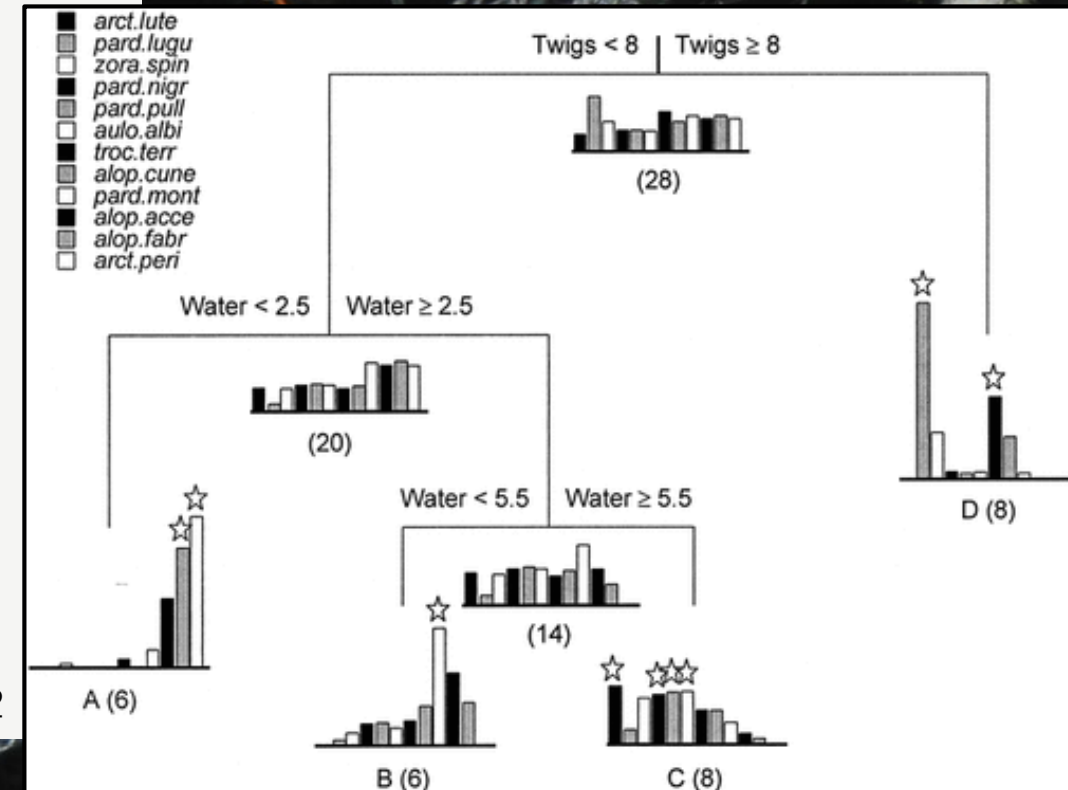 arct.lute
pard.lugu
zora.spin
pard.nigr
pard.pull
aulo.albi
troc.terr
alop.cune
pard.mont
alop.acce
alop.fabr
arct.peri
Twigs < 8 Twigs ≥ 8
(28)
Water < 2.5 Water ≥ 2.5
(20)
Water < 5.5 Water ≥ 5.5
D (8)
(14)
A (6)
B (6) C (8)